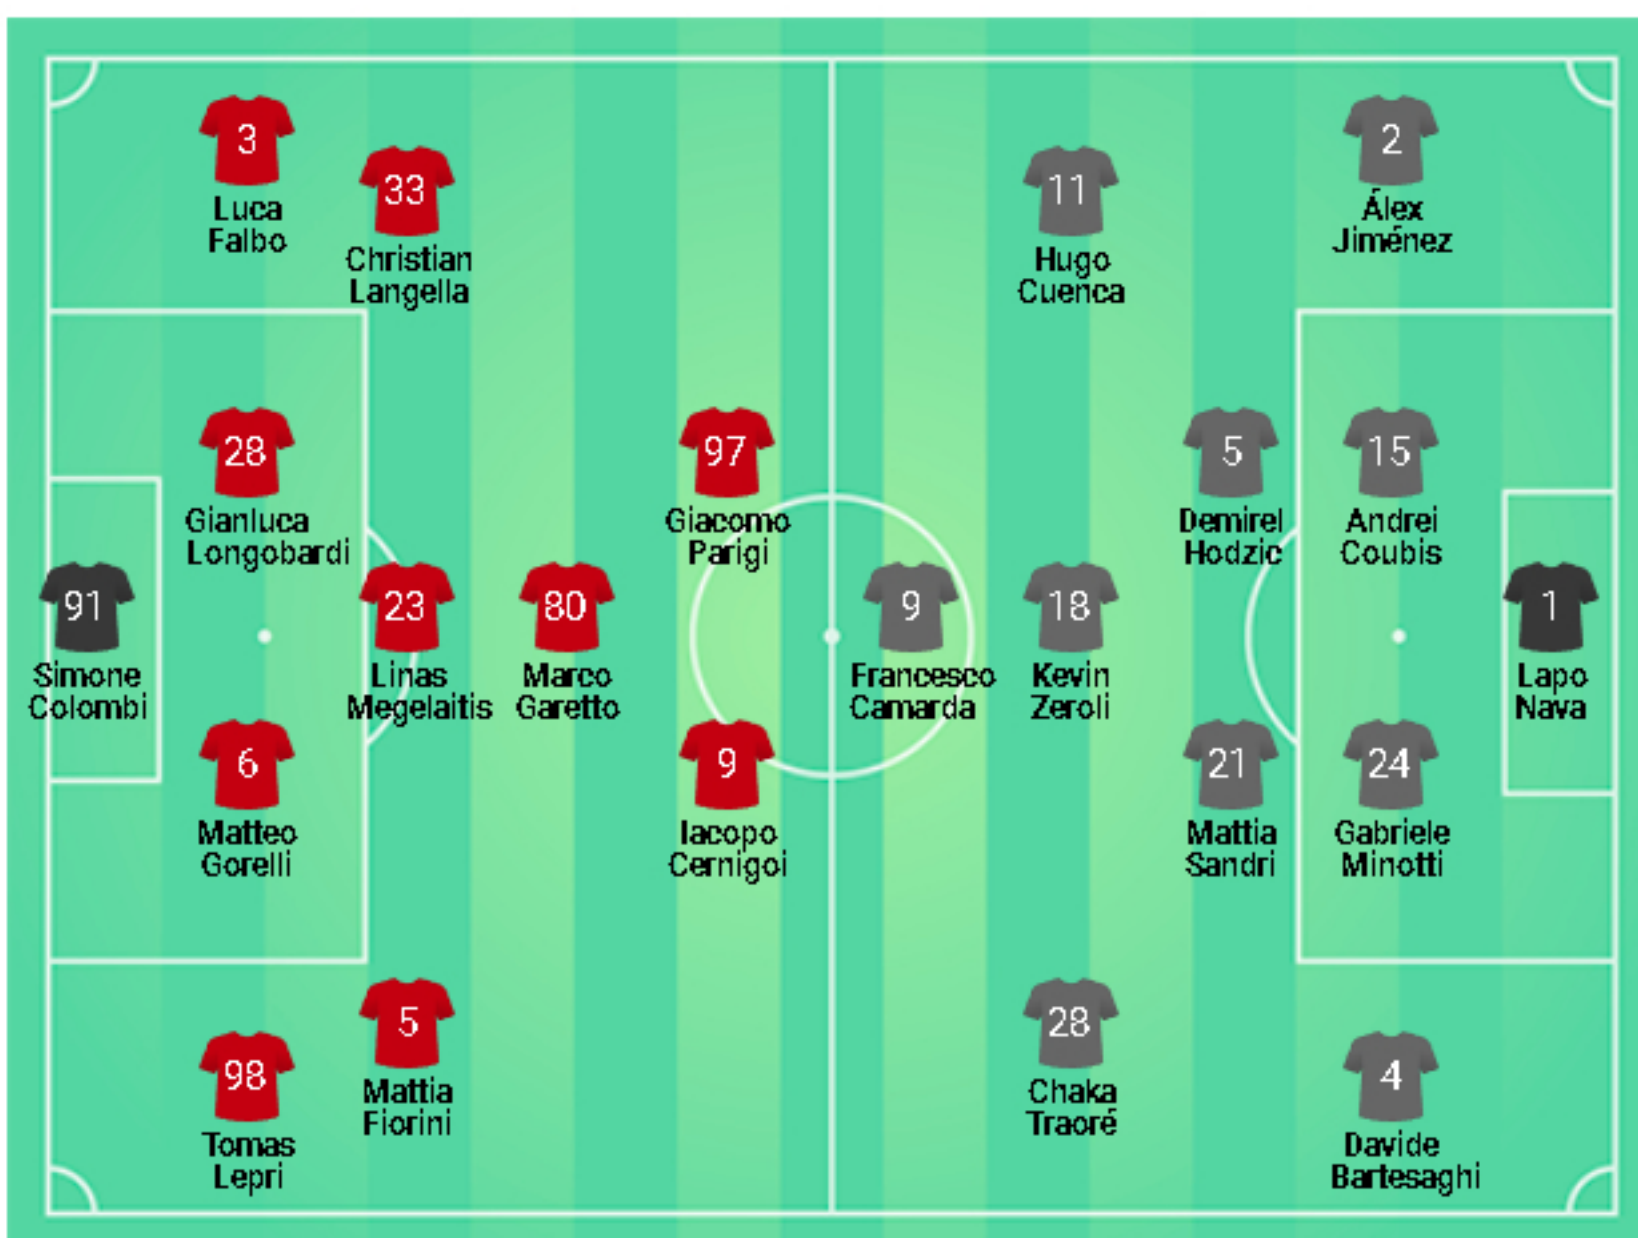 3
Luca
Falbo
33
Christian
Langella
11
Hugo
Cuenca
2
Álex
Jiménez
28
Gianluca
Longobardi
97
Giacomo
Parigi
5
Demirel
Hodzic
15
Andrei
Coubis
91
Simone
Colombi
23
Linas
Megelaitis
80
Marco
Garetto
9
Francesco
Camarda
18
Kevin
Zeroli
1
Lapo
Nava
6
Matteo
Gorelli
9
Iacopo
Cernigoi
21
Mattia
Sandri
24
Gabriele
Minotti
98
Tomas
Lepri
5
Mattia
Fiorini
28
Chaka
Traoré
4
Davide
Bartesaghi